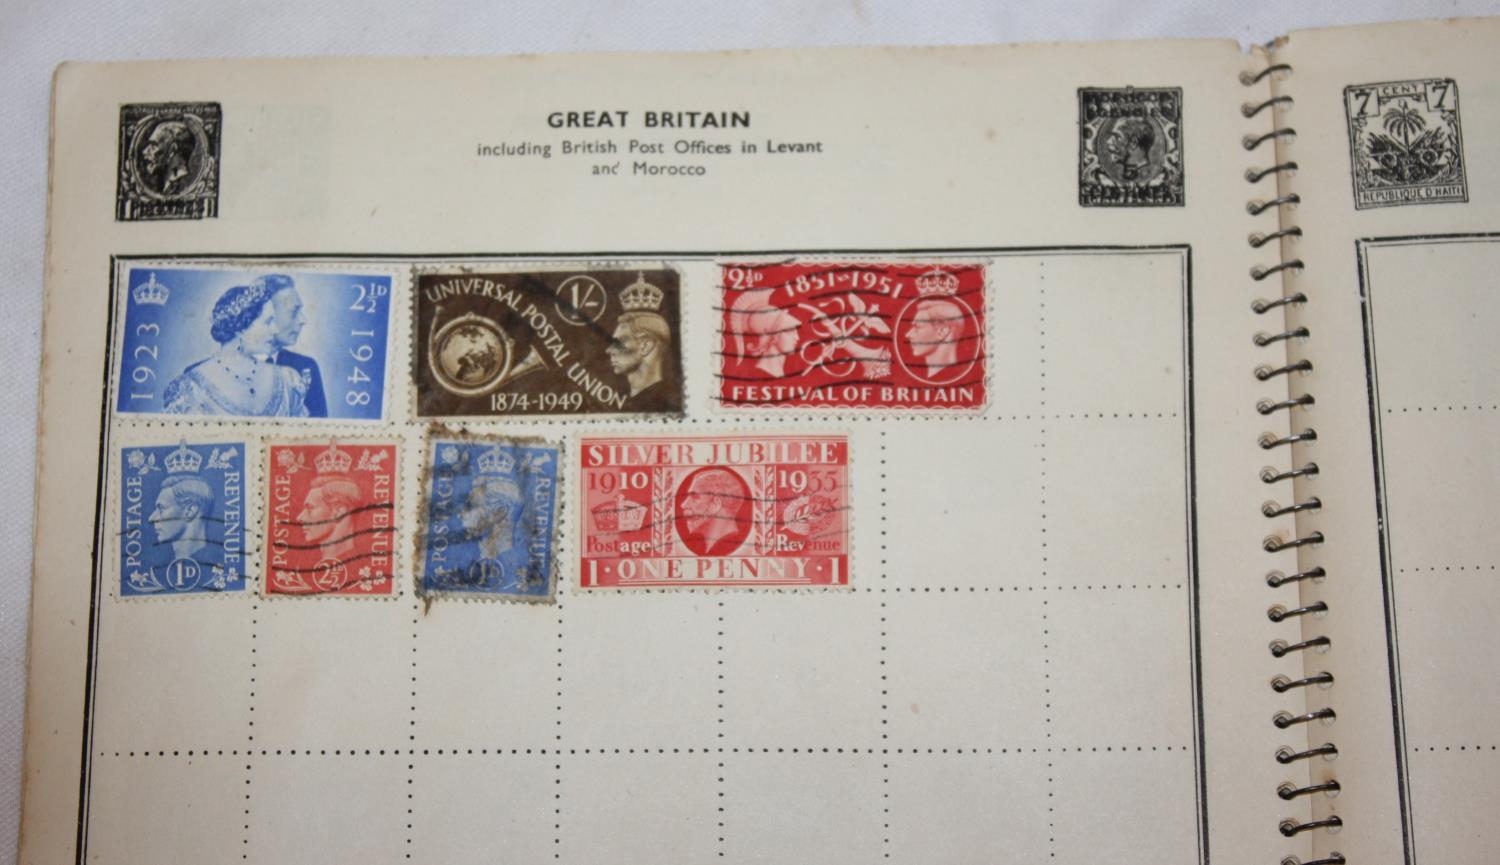 GREAT BRITAIN
including British Post Offices in Levant
and Morocco
7 CENT 7
REPUBLIQUE D'HAITI
1923
2½D
1948
UNIVERSAL POSTAL UNION
1/-
1874-1949
2½D
1851-1951
FESTIVAL OF BRITAIN
POSTAGE
REVENUE
1D
POSTAGE
REVENUE
2½D
POSTAGE
REVENUE
1D
SILVER JUBILEE
1910 1935
Postage Revenue
1·ONE PENNY·1